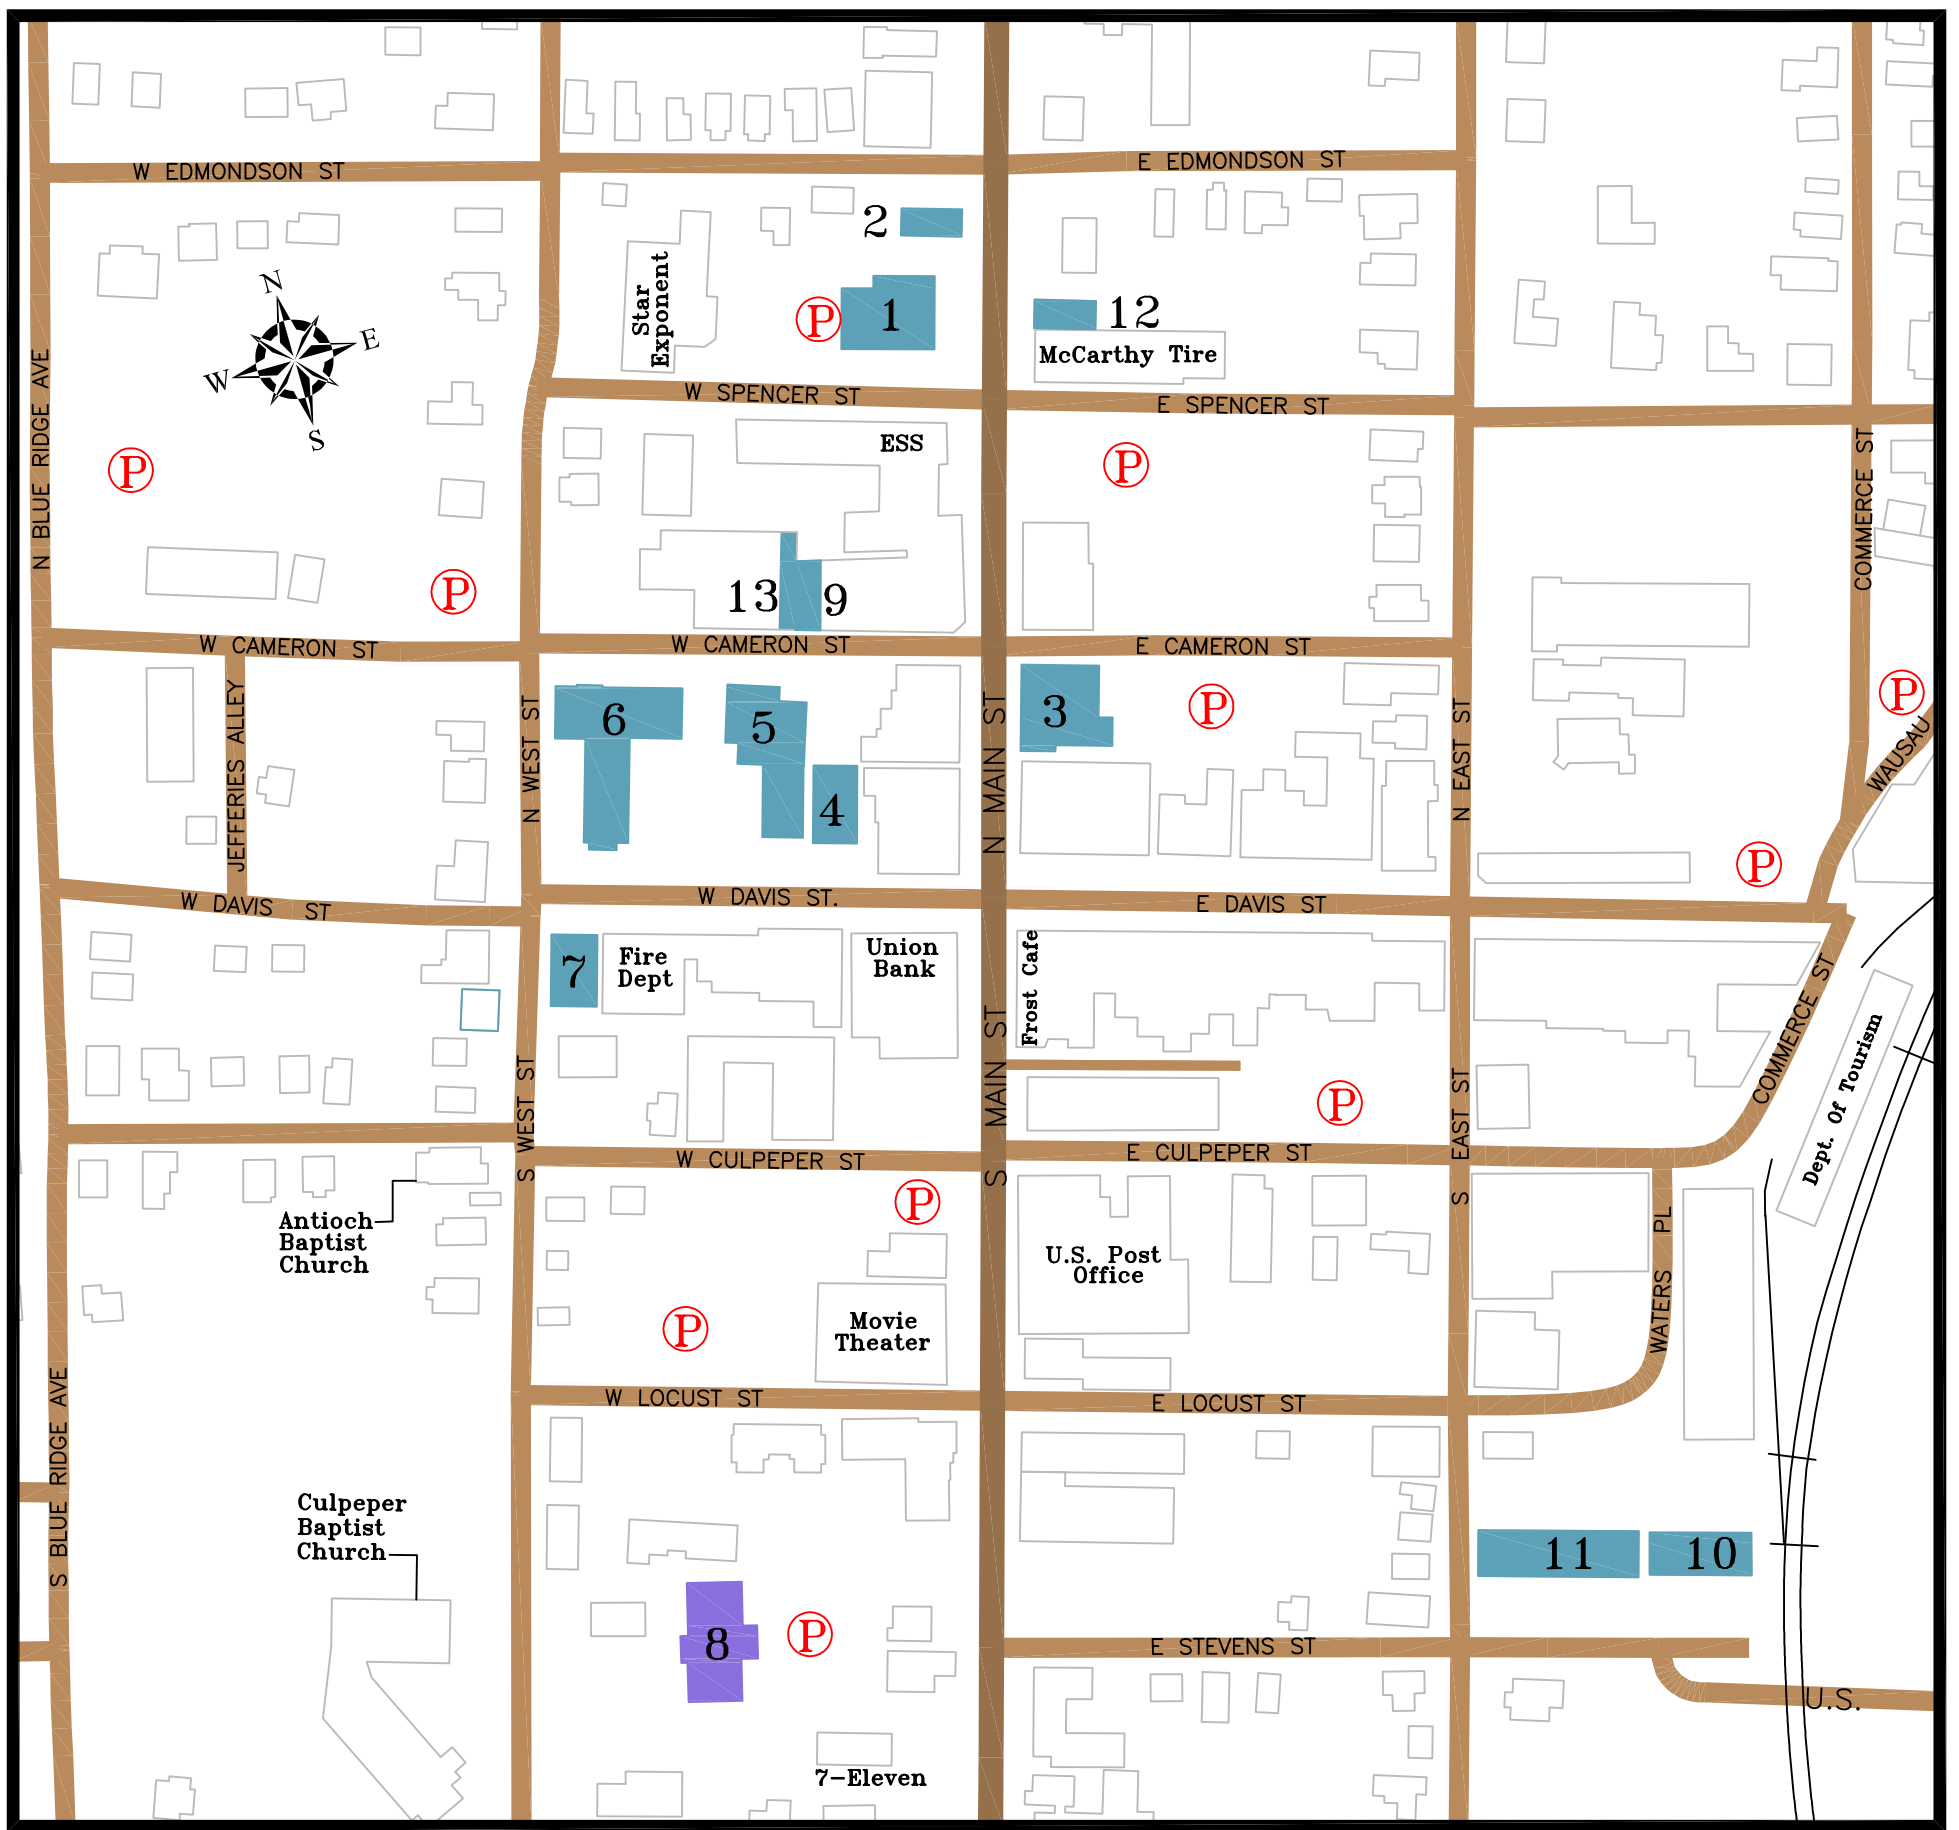 W EDMONDSON ST
E EDMONDSON ST
2
N
E
W
S
Star
Exponent
P
1
12
McCarthy Tire
N BLUE RIDGE AVE
W SPENCER ST
E SPENCER ST
P
ESS
P
COMMERCE ST
P
13
9
W CAMERON ST
W CAMERON ST
E CAMERON ST
JEFFERIES ALLEY
N WEST ST
6
5
4
N MAIN ST
3
P
N EAST ST
P
WAUSAU
P
W DAVIS ST
W DAVIS ST.
E DAVIS ST
7
Fire
Dept
Union
Bank
Frost Cafe
COMMERCE ST
Dept. Of Tourism
S WEST ST
S MAIN ST
P
S EAST ST
W CULPEPER ST
E CULPEPER ST
Antioch
Baptist
Church
P
U.S. Post
Office
WATERS PL
P
Movie
Theater
S BLUE RIDGE AVE
W LOCUST ST
E LOCUST ST
Culpeper
Baptist
Church
11
10
8
P
E STEVENS ST
U.S.
7-Eleven